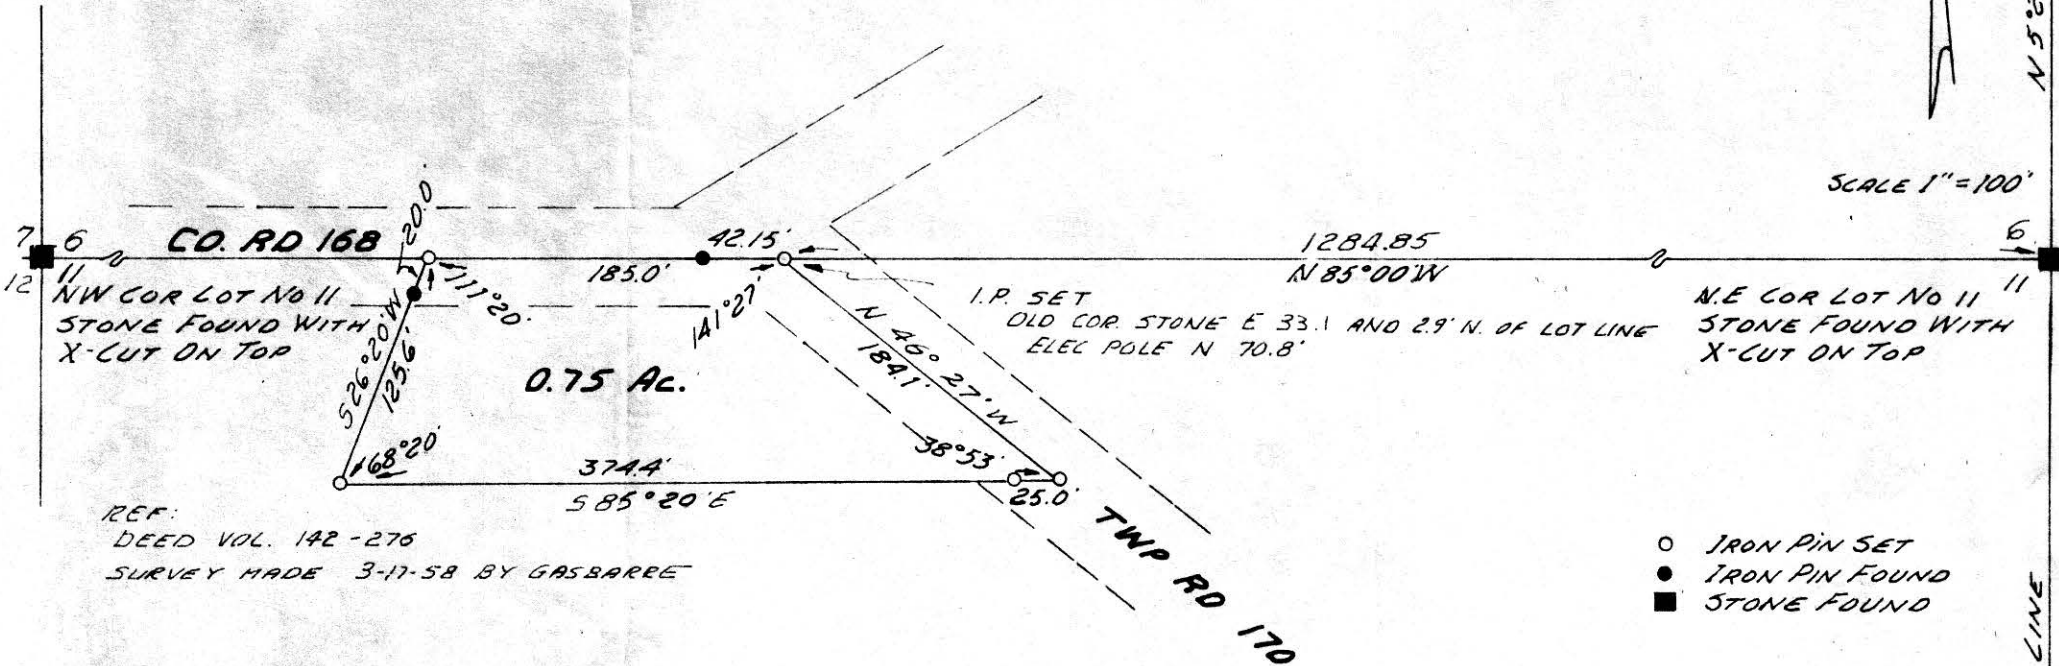 N 5°2
SCALE 1" = 100'
7 6
12 11
CO. RD 168
20.0'
42.15'
185.0'
1284.85
N 85°00'W
6
11
NW COR LOT NO 11
STONE FOUND WITH
X-CUT ON TOP
111°20'
141°27'
S26°20'W
125.6'
N 46° 27' W
184.1'
I.P. SET
OLD COR. STONE E 33.1 AND 2.9' N. OF LOT LINE
ELEC POLE N 70.8'
N.E COR LOT NO 11
STONE FOUND WITH
X-CUT ON TOP
0.75 AC.
68°20'
374.4'
S 85°20'E
38°53'
25.0'
TWP RD 170
REF:
DEED VOL. 142-276
SURVEY MADE 3-17-58 BY GASBARRE
IRON PIN SET
IRON PIN FOUND
STONE FOUND
LINE